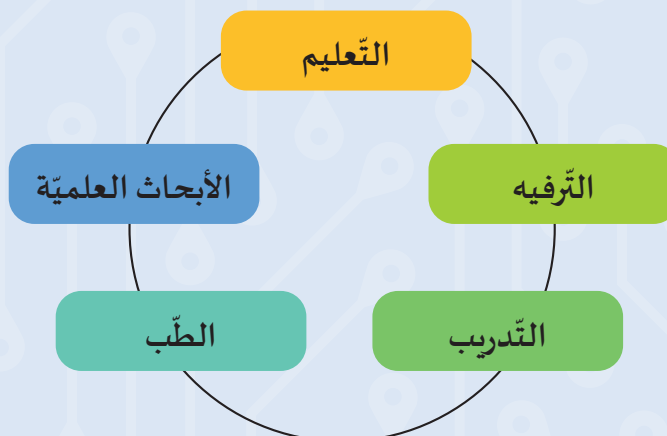 التّعليم
التّرفيه
الأبحاث العلميّة
التّدريب
الطّب